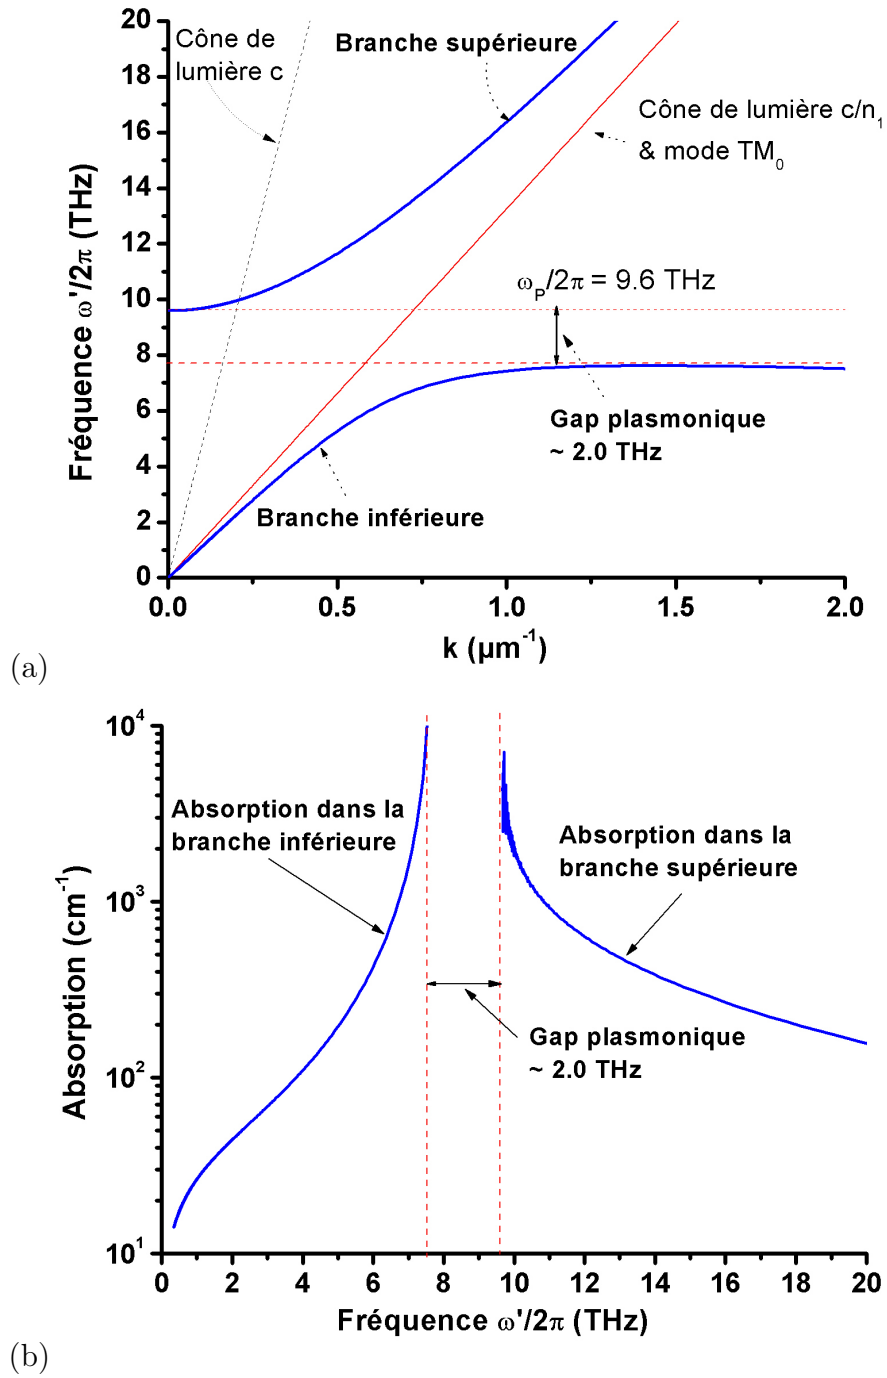 20
18
16
14
12
10
8
6
4
2
0
Fréquence ω'/2π (THz)
Cône de
lumière c
Branche supérieure
Cône de lumière c/n₁
& mode TM₀
ωₚ/2π = 9.6 THz
Gap plasmonique
~ 2.0 THz
Branche inférieure
0.0 0.5 1.0 1.5 2.0
k (µm⁻¹)
(a)
10⁴
10³
10²
10¹
Absorption (cm⁻¹)
Absorption dans la
branche inférieure
Absorption dans la
branche supérieure
Gap plasmonique
~ 2.0 THz
0 2 4 6 8 10 12 14 16 18 20
Fréquence ω'/2π (THz)
(b)